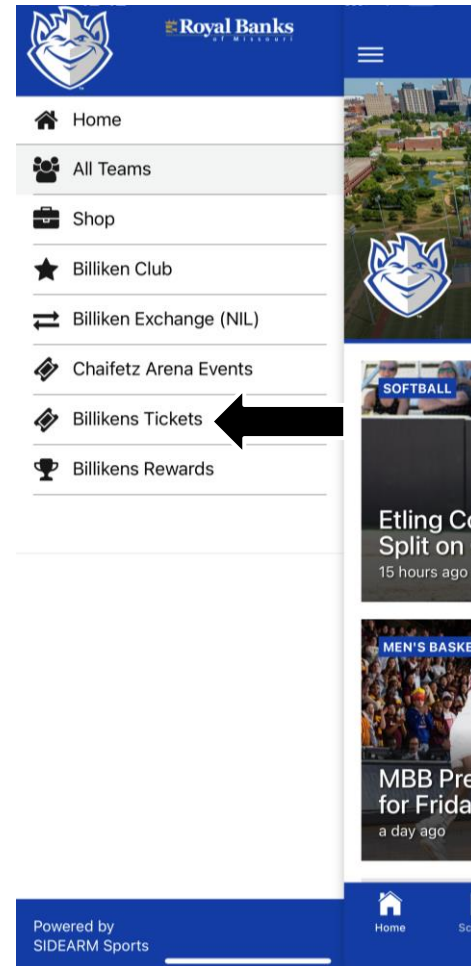 Royal Banks
of Missouri
Home
All Teams
Shop
Billiken Club
Billiken Exchange (NIL)
Chaifetz Arena Events
Billikens Tickets
Billikens Rewards
Powered by
SIDEARM Sports
SOFTBALL
Etling Co
Split on
15 hours ago
MEN'S BASKE
MBB Pre
for Frida
a day ago
Home
Sc